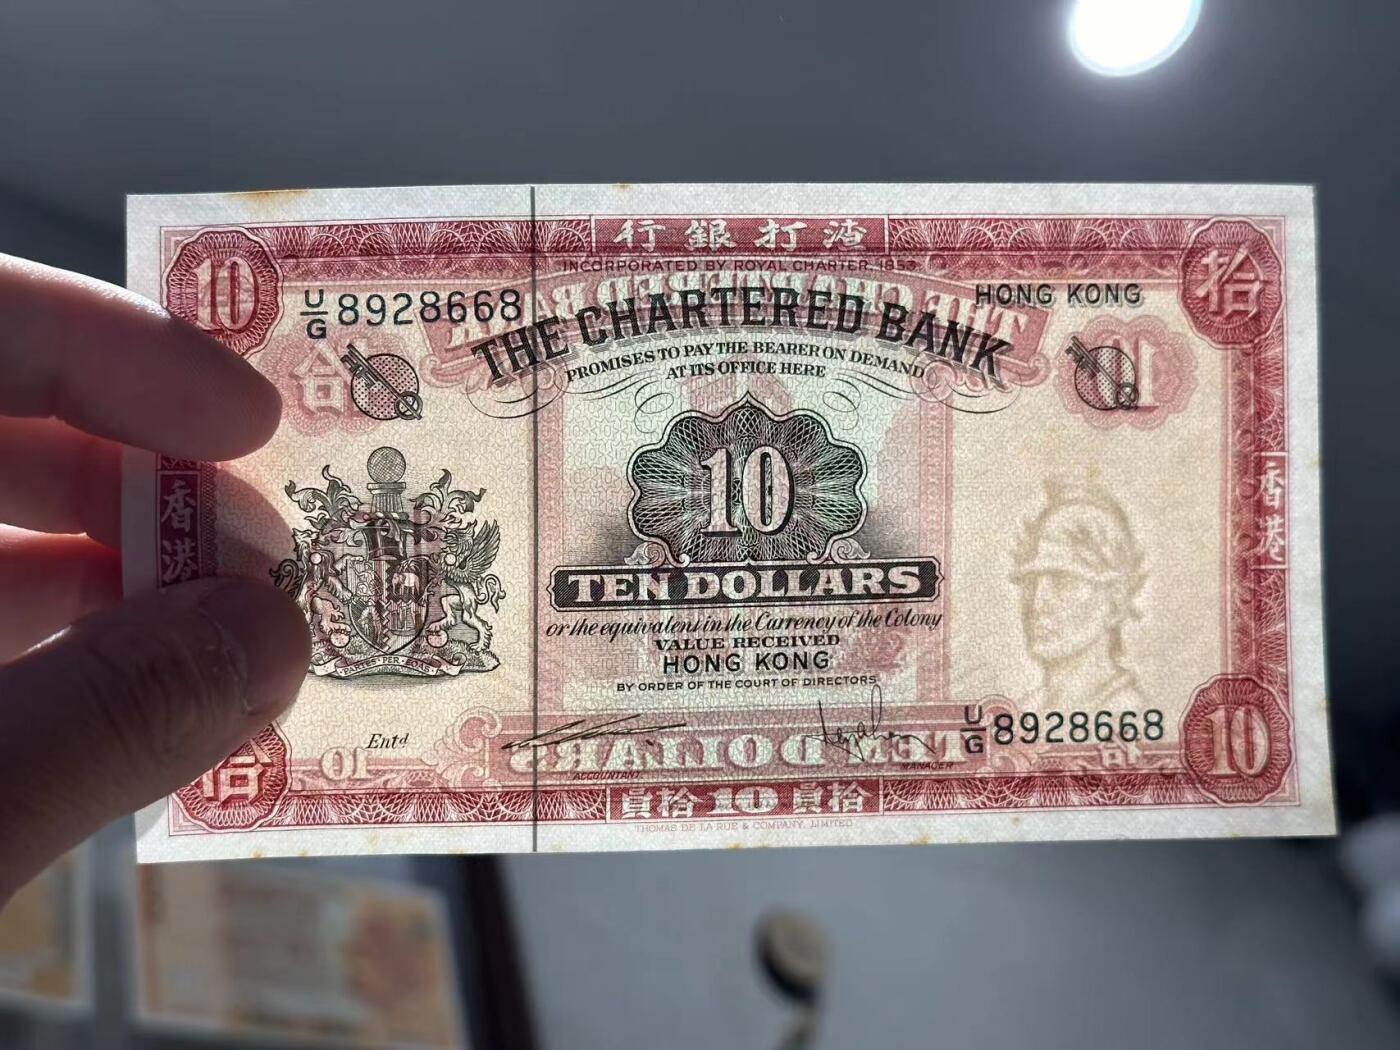 行銀打渣
INCORPORATED BY ROYAL CHARTER, 1853
10
拾
U/G 8928668
HONG KONG
THE CHARTERED BANK
PROMISES TO PAY THE BEARER ON DEMAND
AT ITS OFFICE HERE
10
TEN DOLLARS
or the equivalent in the Currency of the Colony
VALUE RECEIVED
HONG KONG
BY ORDER OF THE COURT OF DIRECTORS
香港
香港
Entd
U/G 8928668
ACCOUNTANT.
MANAGER
拾
員拾 10 員拾
10
THOMAS DE LA RUE & COMPANY, LIMITED